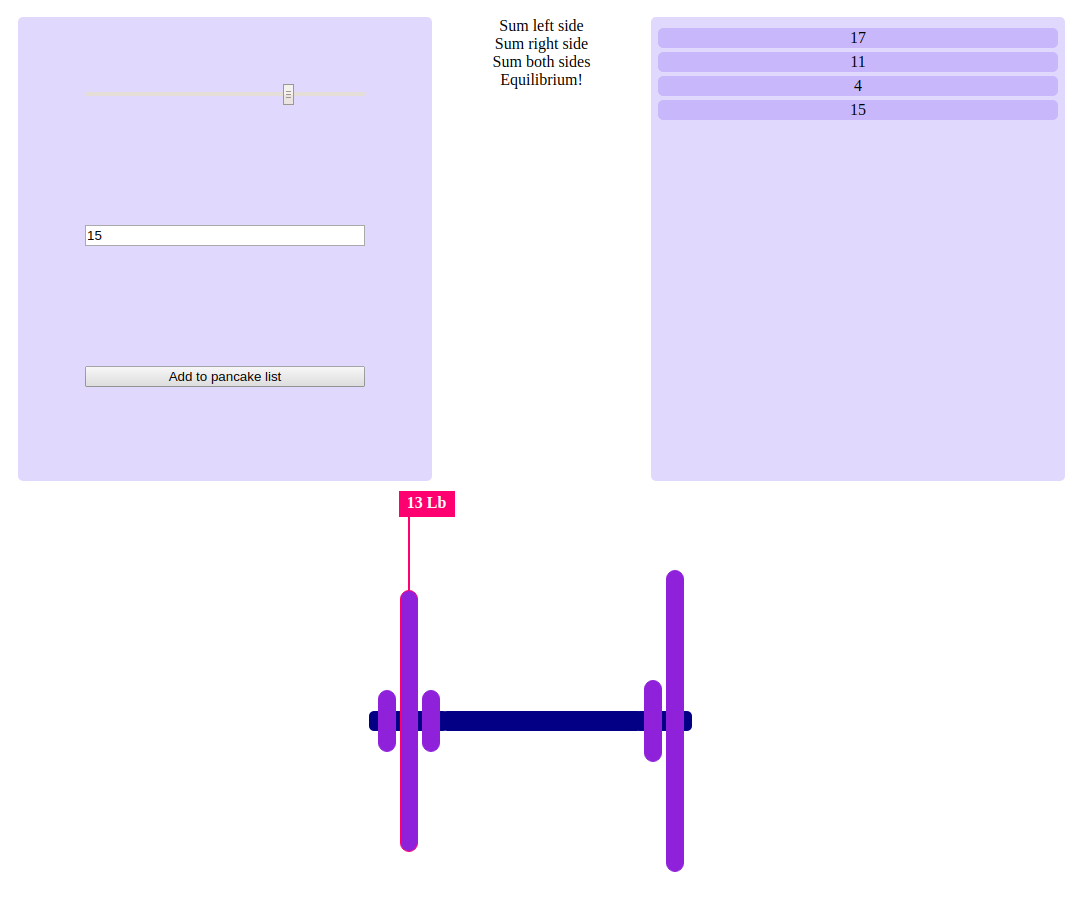 15
Add to pancake list
Sum left side
Sum right side
Sum both sides
Equilibrium!
17
11
4
15
13 Lb